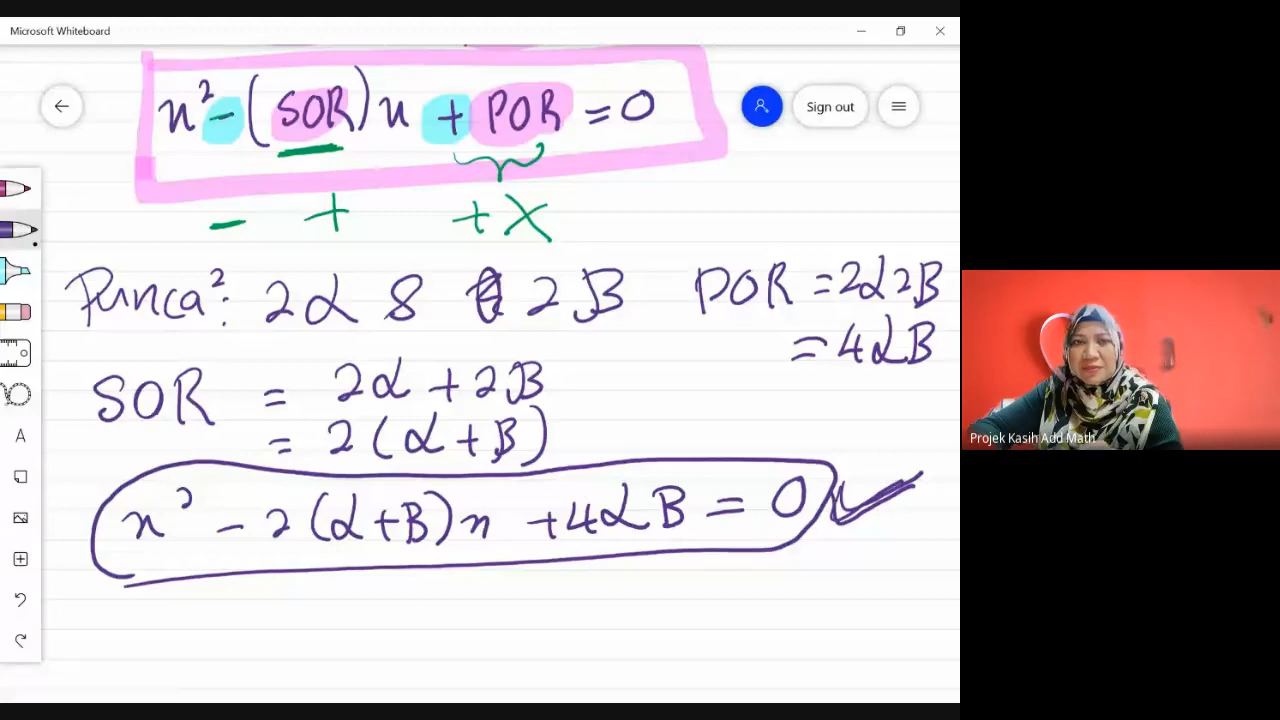 Microsoft Whiteboard
x² - (SOR)x + POR = 0
Sign out
- + + x
Punca²: 2α & 2β
POR = 2α2β
= 4αβ
SOR = 2α + 2β
= 2(α+β)
x² - 2(α+β)x + 4αβ = 0
A
Projek Kasih Add Math